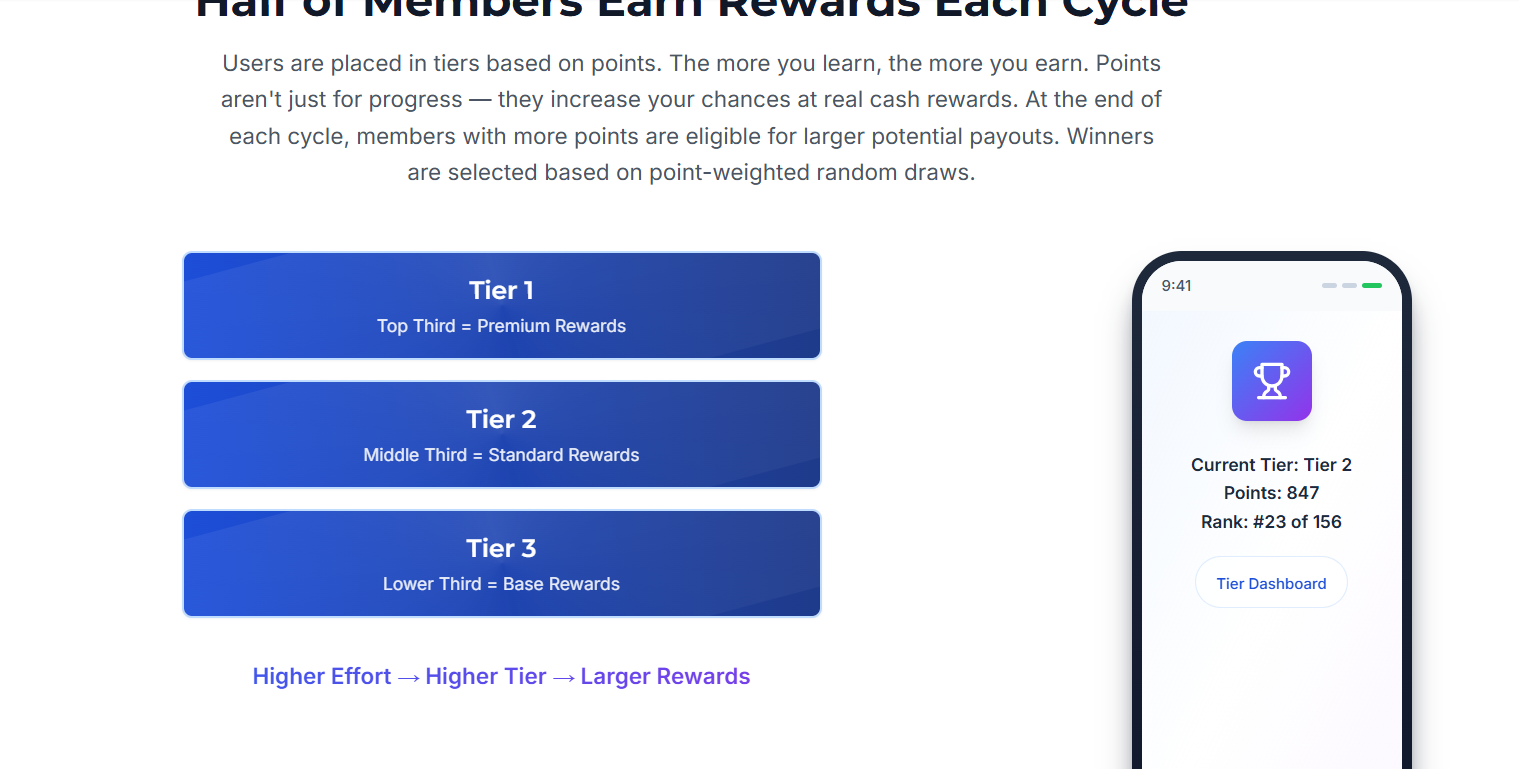 Half of Members Earn Rewards Each Cycle
Users are placed in tiers based on points. The more you learn, the more you earn. Points
aren't just for progress — they increase your chances at real cash rewards. At the end of
each cycle, members with more points are eligible for larger potential payouts. Winners
are selected based on point-weighted random draws.
Tier 1
Top Third = Premium Rewards
Tier 2
Middle Third = Standard Rewards
Tier 3
Lower Third = Base Rewards
Higher Effort → Higher Tier → Larger Rewards
9:41
Current Tier: Tier 2
Points: 847
Rank: #23 of 156
Tier Dashboard